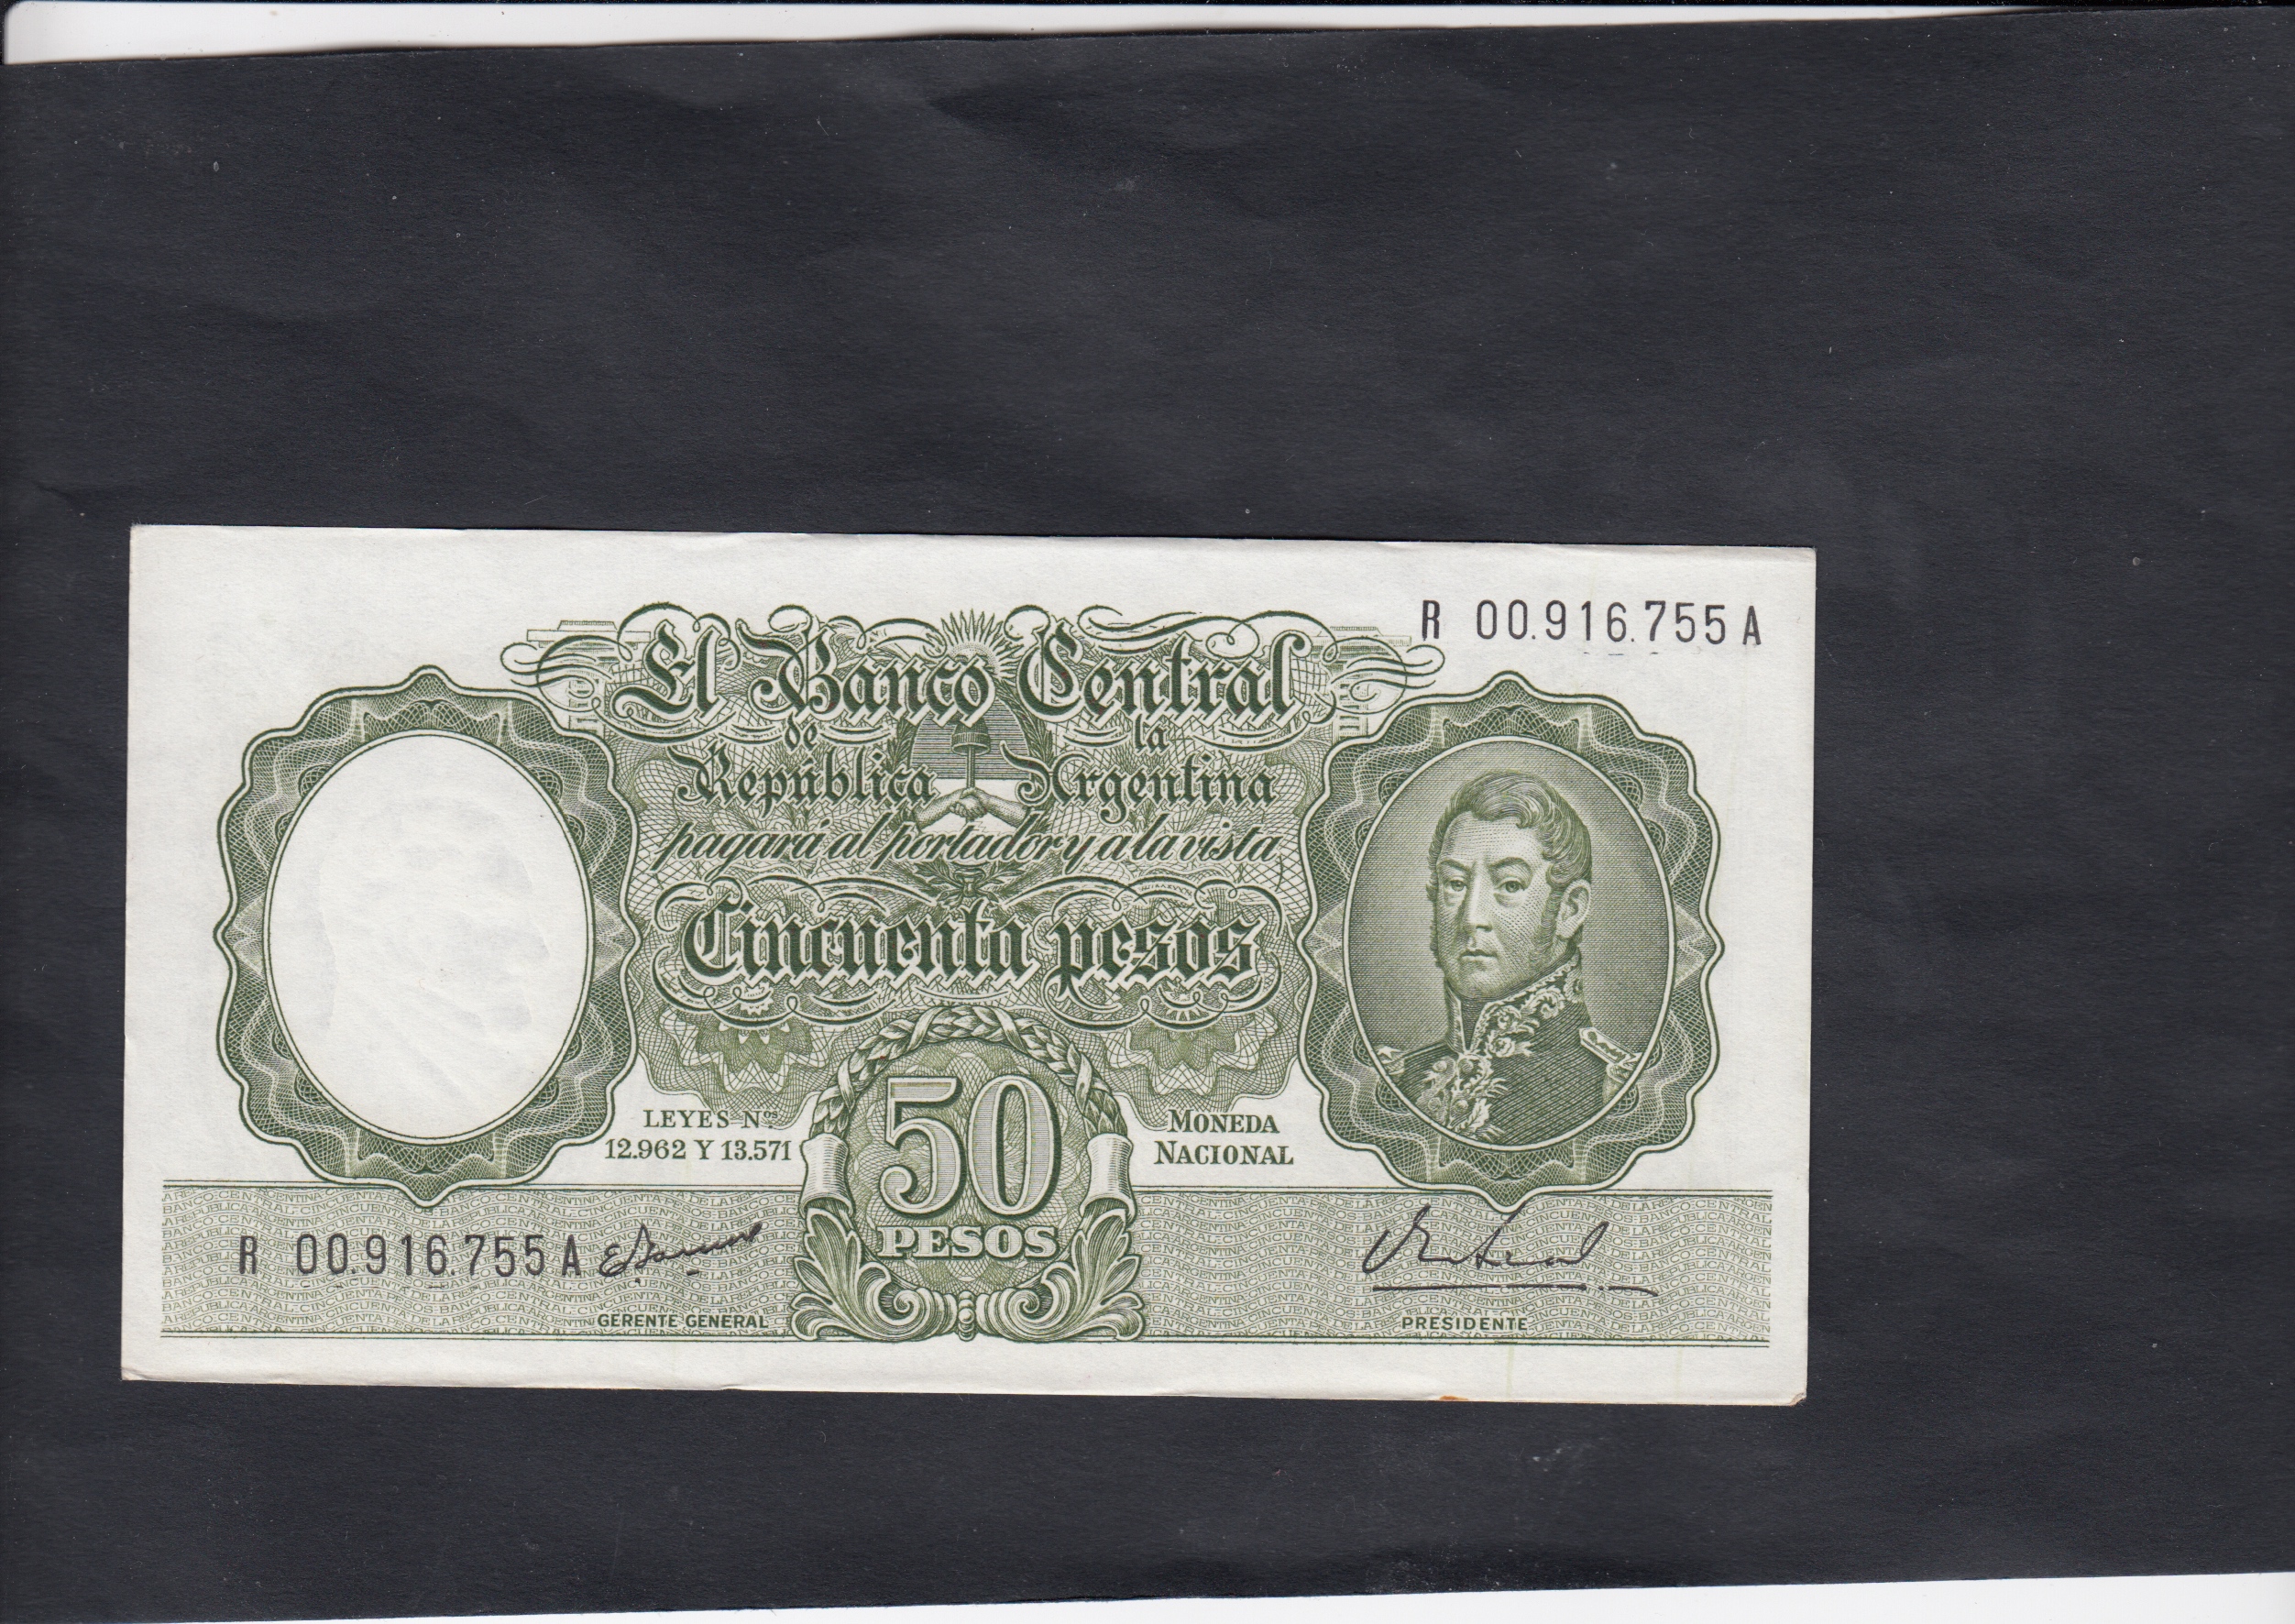 R 00.916.755 A
El Banco Central
de la
República Argentina
pagará al portador y a la vista
Cincuenta pesos
LEYES Nos.
12.962 Y 13.571
MONEDA
NACIONAL
50
PESOS
R 00.916.755 A
GERENTE GENERAL
PRESIDENTE